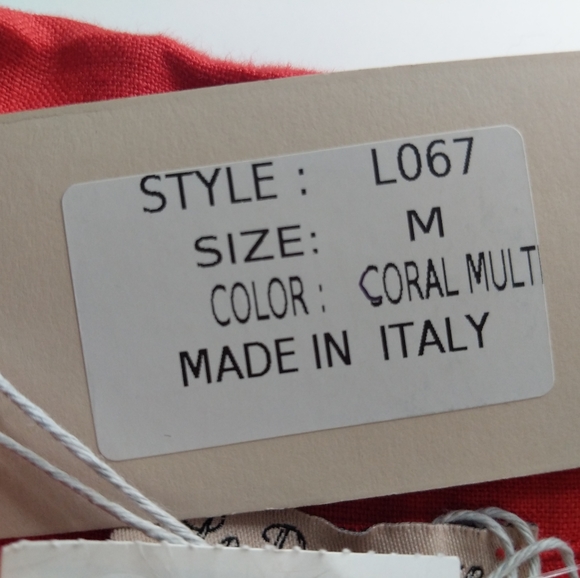 STYLE : L067
SIZE: M
COLOR : CORAL MULTI
MADE IN ITALY